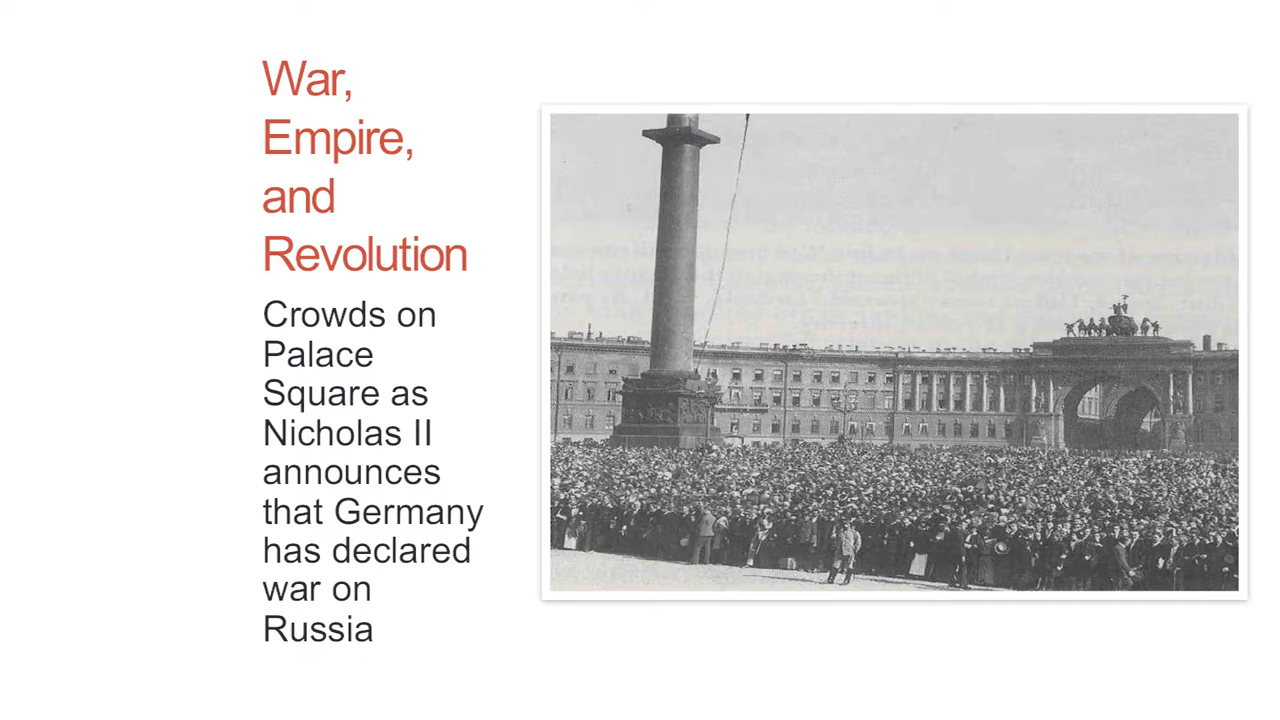 War,
Empire,
and
Revolution
Crowds on
Palace
Square as
Nicholas II
announces
that Germany
has declared
war on
Russia